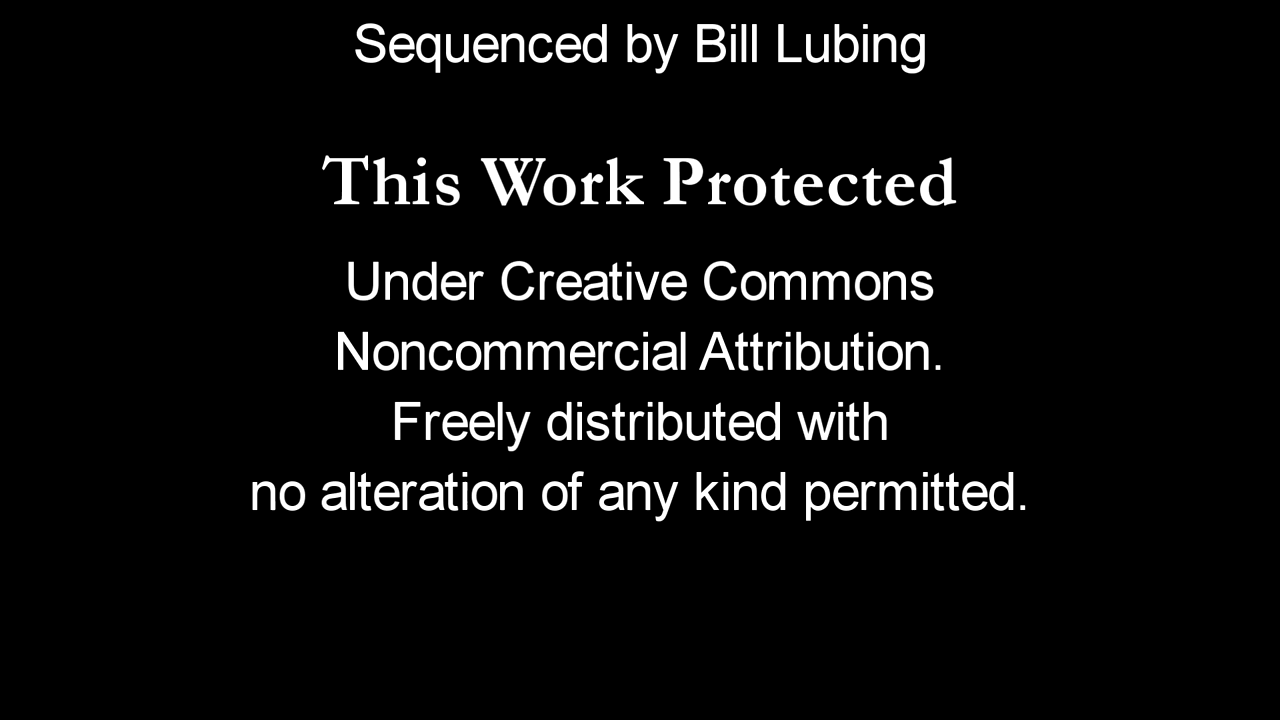 Sequenced by Bill Lubing
This Work Protected
Under Creative Commons
Noncommercial Attribution.
Freely distributed with
no alteration of any kind permitted.